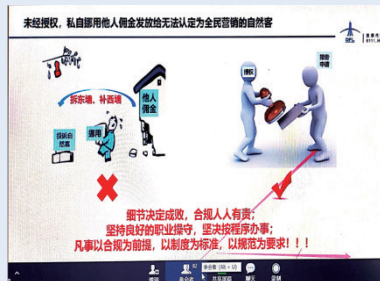 未经授权，私自挪用他人佣金发放给无法认定为全民营销的自然客
拆东墙、补西墙
他人
佣金
挪用
授权
细节决定成败，合规人人有责；
坚持良好的职业操守，坚决按程序办事；
凡事以合规为前提，以制度为标准，以规范为要求！！！
聊天